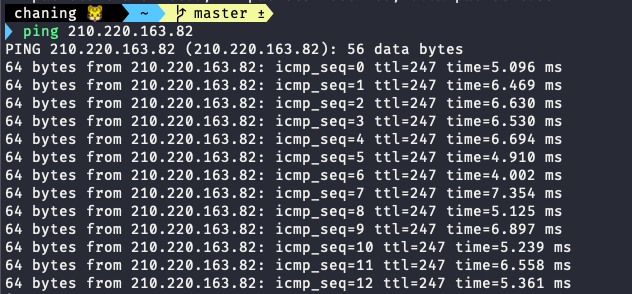 chaning 🐯 ~ master ±
ping 210.220.163.82
PING 210.220.163.82 (210.220.163.82): 56 data bytes
64 bytes from 210.220.163.82: icmp_seq=0 ttl=247 time=5.096 ms
64 bytes from 210.220.163.82: icmp_seq=1 ttl=247 time=6.469 ms
64 bytes from 210.220.163.82: icmp_seq=2 ttl=247 time=6.630 ms
64 bytes from 210.220.163.82: icmp_seq=3 ttl=247 time=6.530 ms
64 bytes from 210.220.163.82: icmp_seq=4 ttl=247 time=6.694 ms
64 bytes from 210.220.163.82: icmp_seq=5 ttl=247 time=4.910 ms
64 bytes from 210.220.163.82: icmp_seq=6 ttl=247 time=4.002 ms
64 bytes from 210.220.163.82: icmp_seq=7 ttl=247 time=7.354 ms
64 bytes from 210.220.163.82: icmp_seq=8 ttl=247 time=5.125 ms
64 bytes from 210.220.163.82: icmp_seq=9 ttl=247 time=6.897 ms
64 bytes from 210.220.163.82: icmp_seq=10 ttl=247 time=5.239 ms
64 bytes from 210.220.163.82: icmp_seq=11 ttl=247 time=6.558 ms
64 bytes from 210.220.163.82: icmp_seq=12 ttl=247 time=5.361 ms